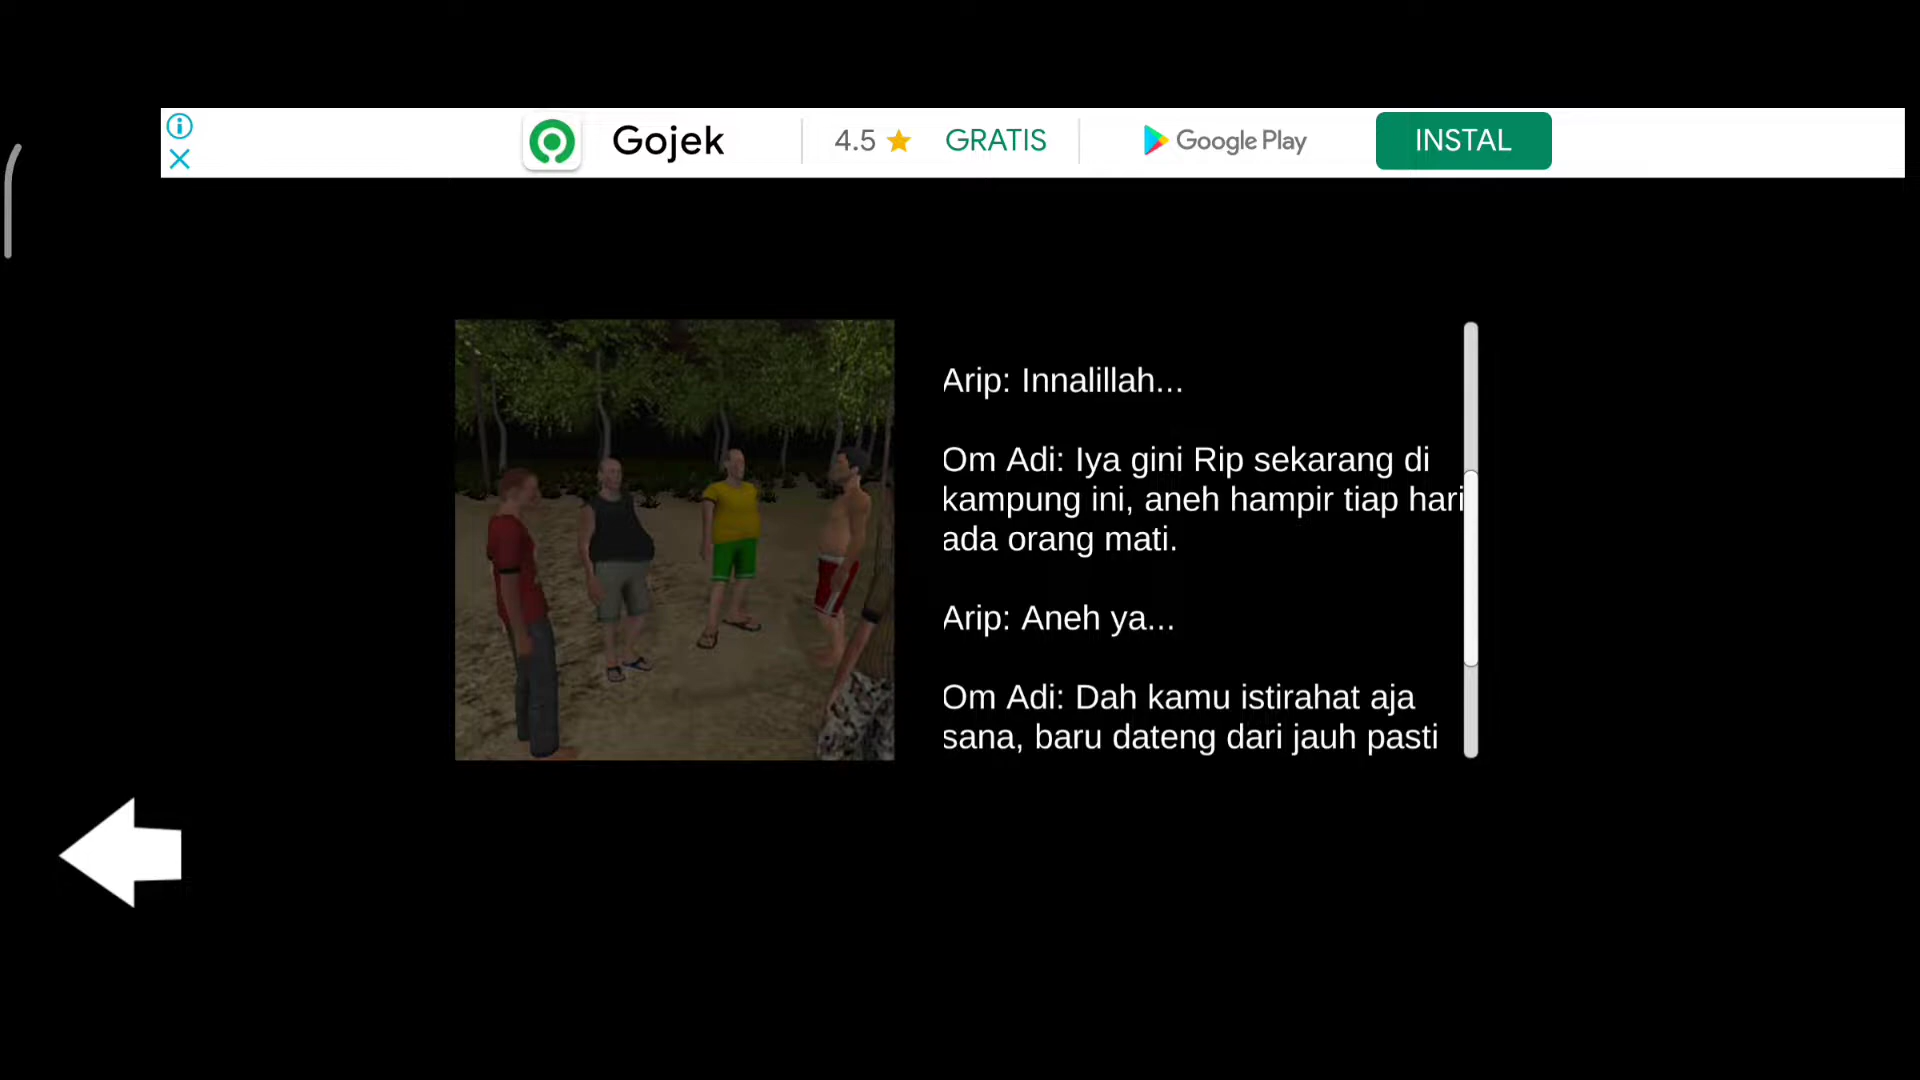 Gojek
4.5
GRATIS
Google Play
INSTAL
Arip: Innalillah...
Om Adi: Iya gini Rip sekarang di
kampung ini, aneh hampir tiap hari
ada orang mati.
Arip: Aneh ya...
Om Adi: Dah kamu istirahat aja
sana, baru dateng dari jauh pasti